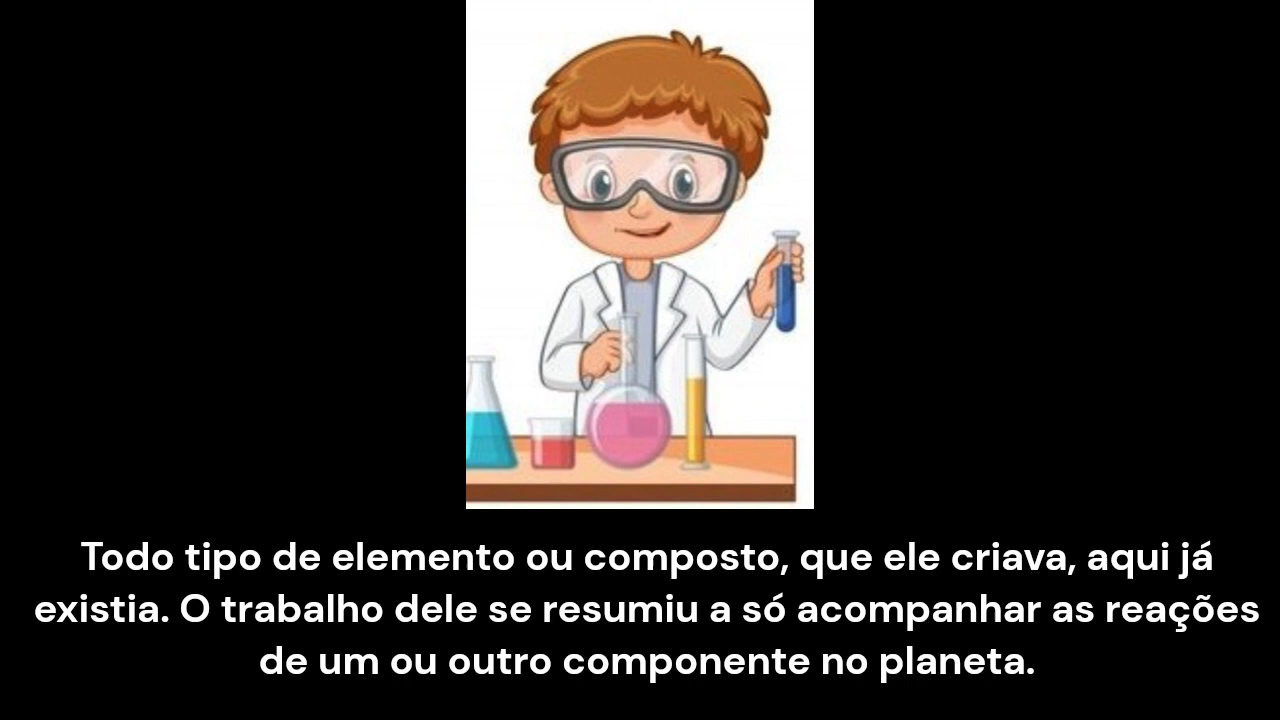 Todo tipo de elemento ou composto, que ele criava, aqui já
existia. O trabalho dele se resumiu a só acompanhar as reações
de um ou outro componente no planeta.